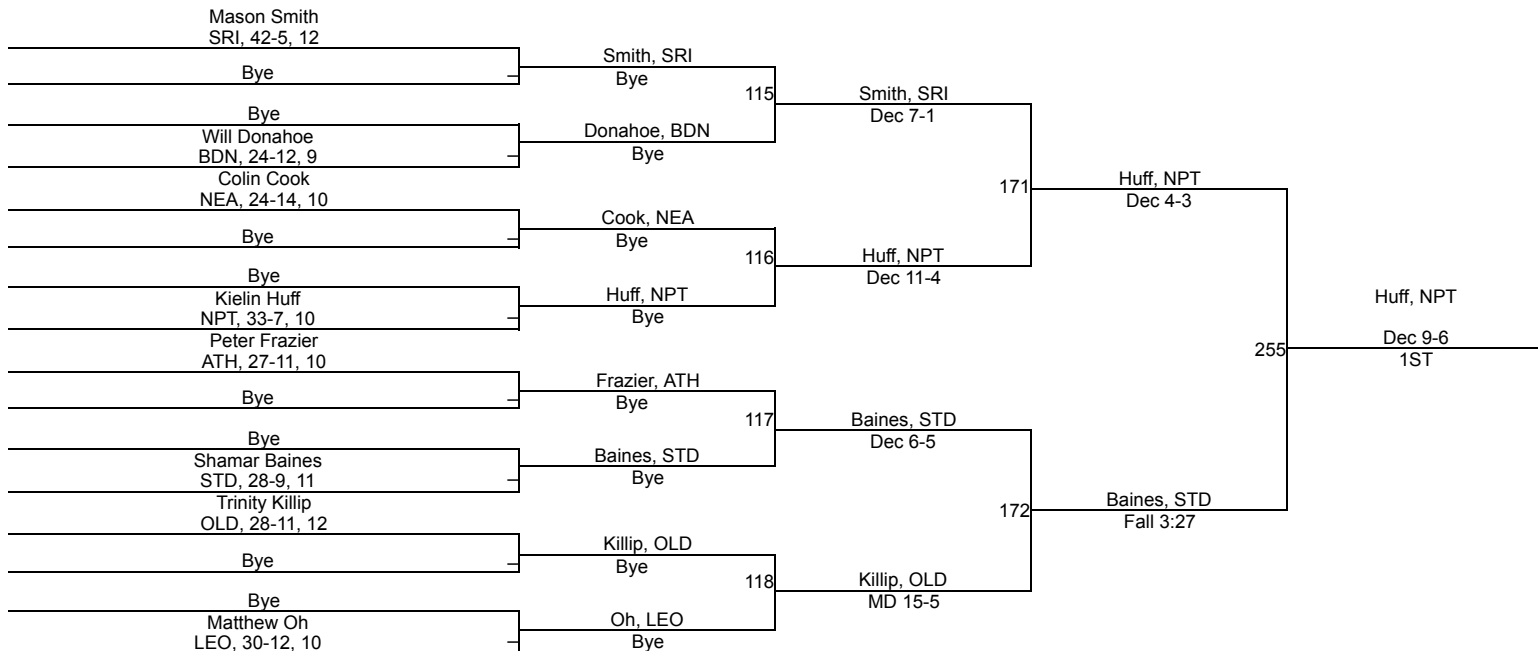 Mason Smith
SRI, 42-5, 12
Bye
Bye
Will Donahoe
BDN, 24-12, 9
Colin Cook
NEA, 24-14, 10
Bye
Bye
Kielin Huff
NPT, 33-7, 10
Peter Frazier
ATH, 27-11, 10
Bye
Bye
Shamar Baines
STD, 28-9, 11
Trinity Killip
OLD, 28-11, 12
Bye
Bye
Matthew Oh
LEO, 30-12, 10
Smith, SRI
Bye
115
Donahoe, BDN
Bye
Cook, NEA
Bye
116
Huff, NPT
Bye
Frazier, ATH
Bye
117
Baines, STD
Bye
Killip, OLD
Bye
118
Oh, LEO
Bye
Smith, SRI
Dec 7-1
171
Huff, NPT
Dec 11-4
Baines, STD
Dec 6-5
172
Killip, OLD
MD 15-5
Huff, NPT
Dec 4-3
255
Baines, STD
Fall 3:27
Huff, NPT
Dec 9-6
1ST